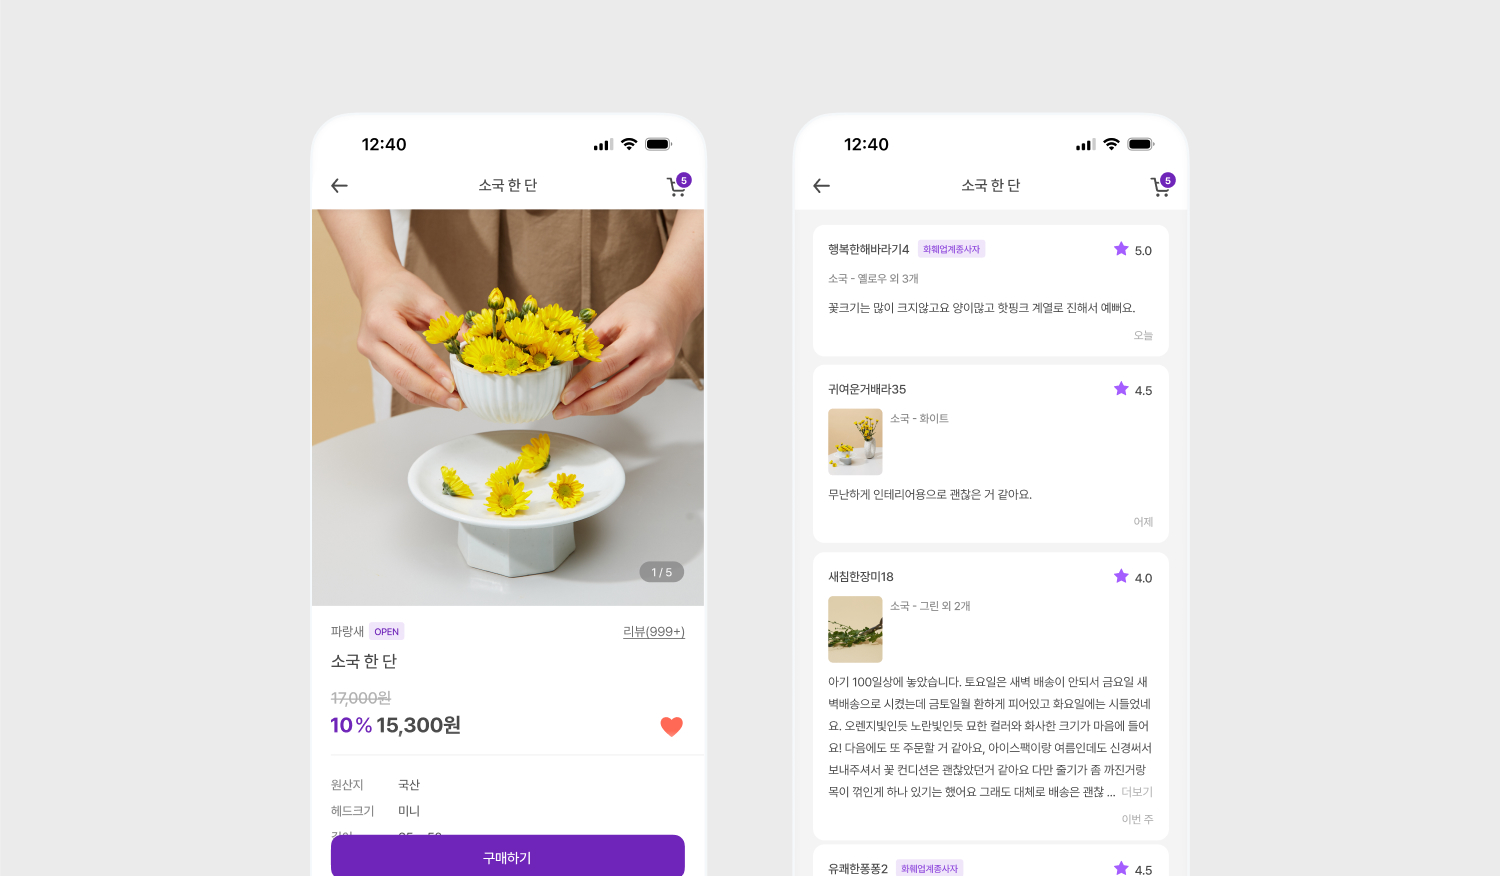 12:40
소국 한 단
5
1 / 5
파랑새 OPEN 리뷰(999+)
소국 한 단
17,000원
10% 15,300원
원산지 국산
헤드크기 미니
구매하기
12:40
소국 한 단
5
행복한해바라기4 화훼업계종사자 5.0
소국 - 옐로우 외 3개
꽃크기는 많이 크지않고요 양이많고 핫핑크 계열로 진해서 예뻐요.
오늘
귀여운거배라35 4.5
소국 - 화이트
무난하게 인테리어용으로 괜찮은 거 같아요.
어제
새침한장미18 4.0
소국 - 그린 외 2개
아기 100일상에 놓았습니다. 토요일은 새벽 배송이 안되서 금요일 새
벽배송으로 시켰는데 금토일월 환하게 피어있고 화요일에는 시들었네
요. 오렌지빛인듯 노란빛인듯 묘한 컬러와 화사한 크기가 마음에 들어
요! 다음에도 또 주문할 거 같아요, 아이스팩이랑 여름인데도 신경써서
보내주셔서 꽃 컨디션은 괜찮았던거 같아요 다만 줄기가 좀 까진거랑
목이 꺾인게 하나 있기는 했어요 그래도 대체로 배송은 괜찮 ... 더보기
이번 주
유쾌한퐁퐁2 화훼업계종사자 4.5